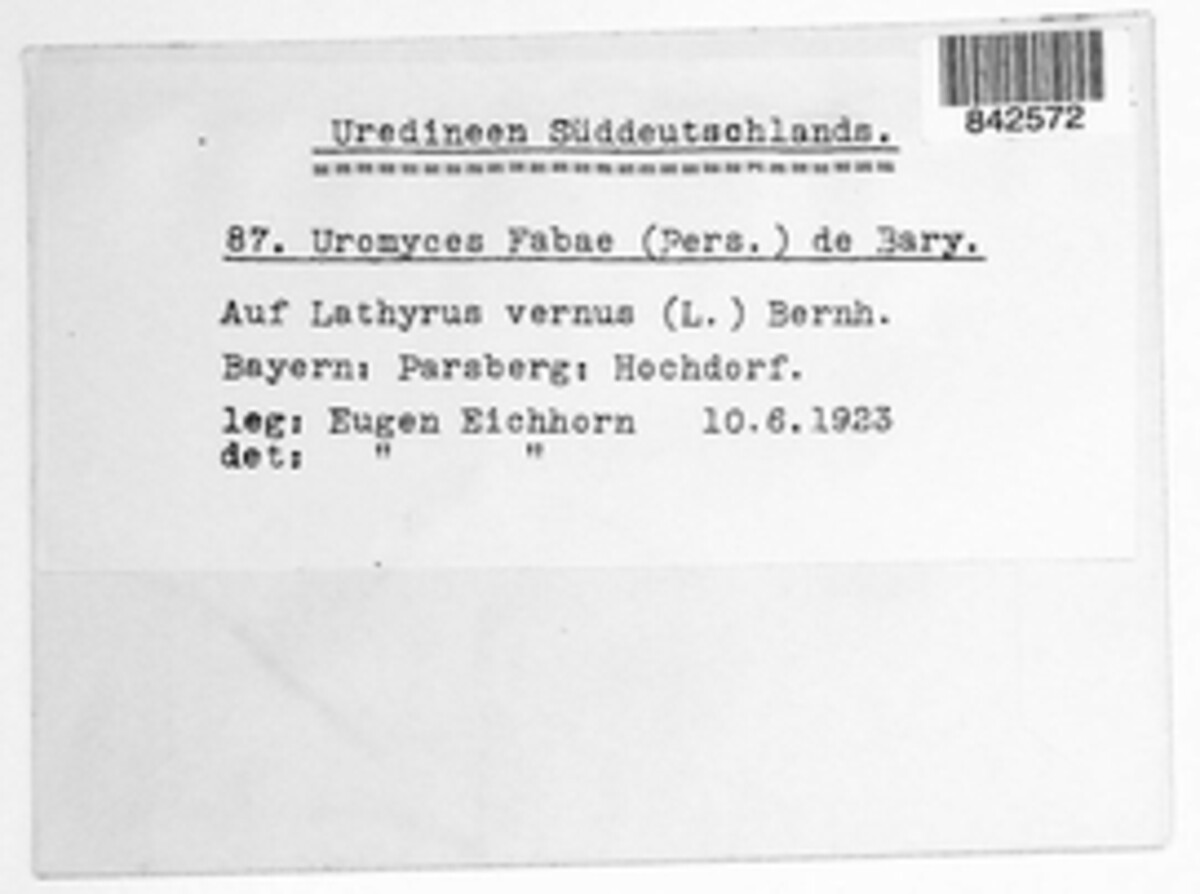 842572
Uredineen Süddeutschlands.
87. Uromyces Fabae (Pers.) de Bary.
Auf Lathyrus vernus (L.) Bernh.
Bayern: Parsberg: Hochdorf.
leg: Eugen Eichhorn 10.6.1923
det: " "